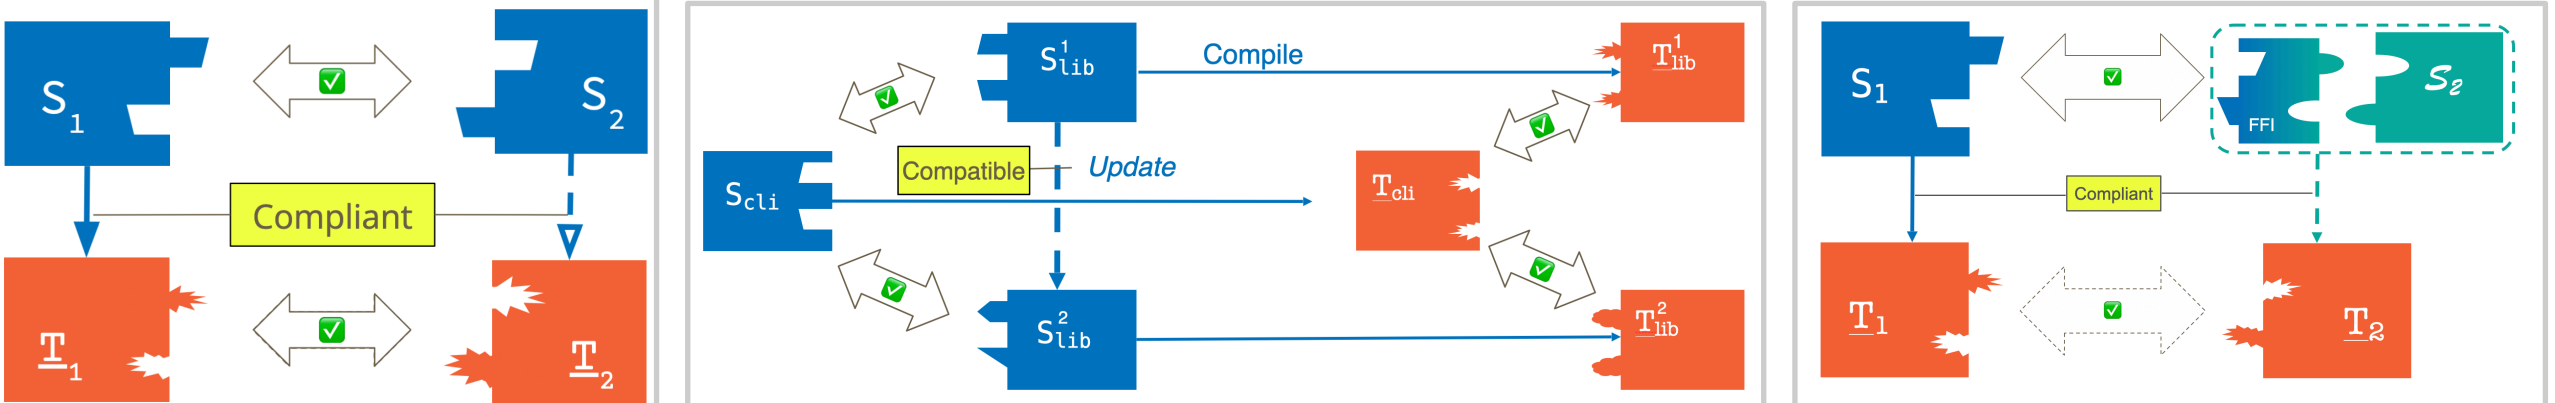 S1
S2
Compliant
T1
T2
S1lib
Compile
T1lib
Compatible
Update
Scli
Tcli
S2lib
T2lib
S1
FFI
S2
Compliant
T1
T2